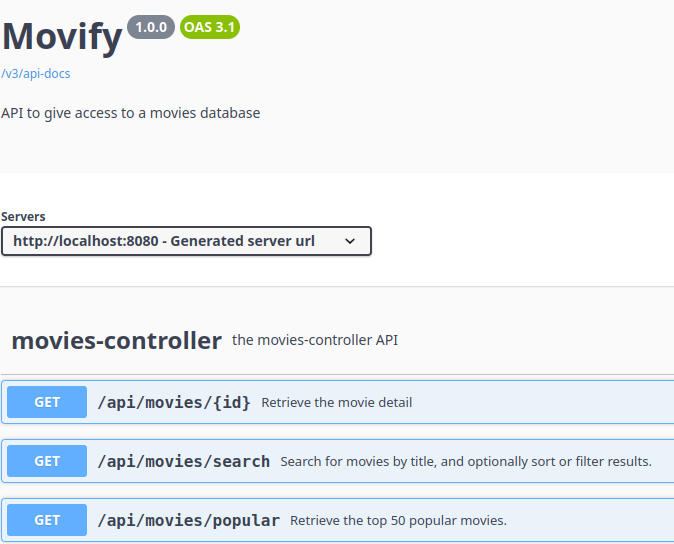 Movify 1.0.0 OAS 3.1
/v3/api-docs
API to give access to a movies database
Servers
http://localhost:8080 - Generated server url
movies-controller the movies-controller API
GET /api/movies/{id} Retrieve the movie detail
GET /api/movies/search Search for movies by title, and optionally sort or filter results.
GET /api/movies/popular Retrieve the top 50 popular movies.